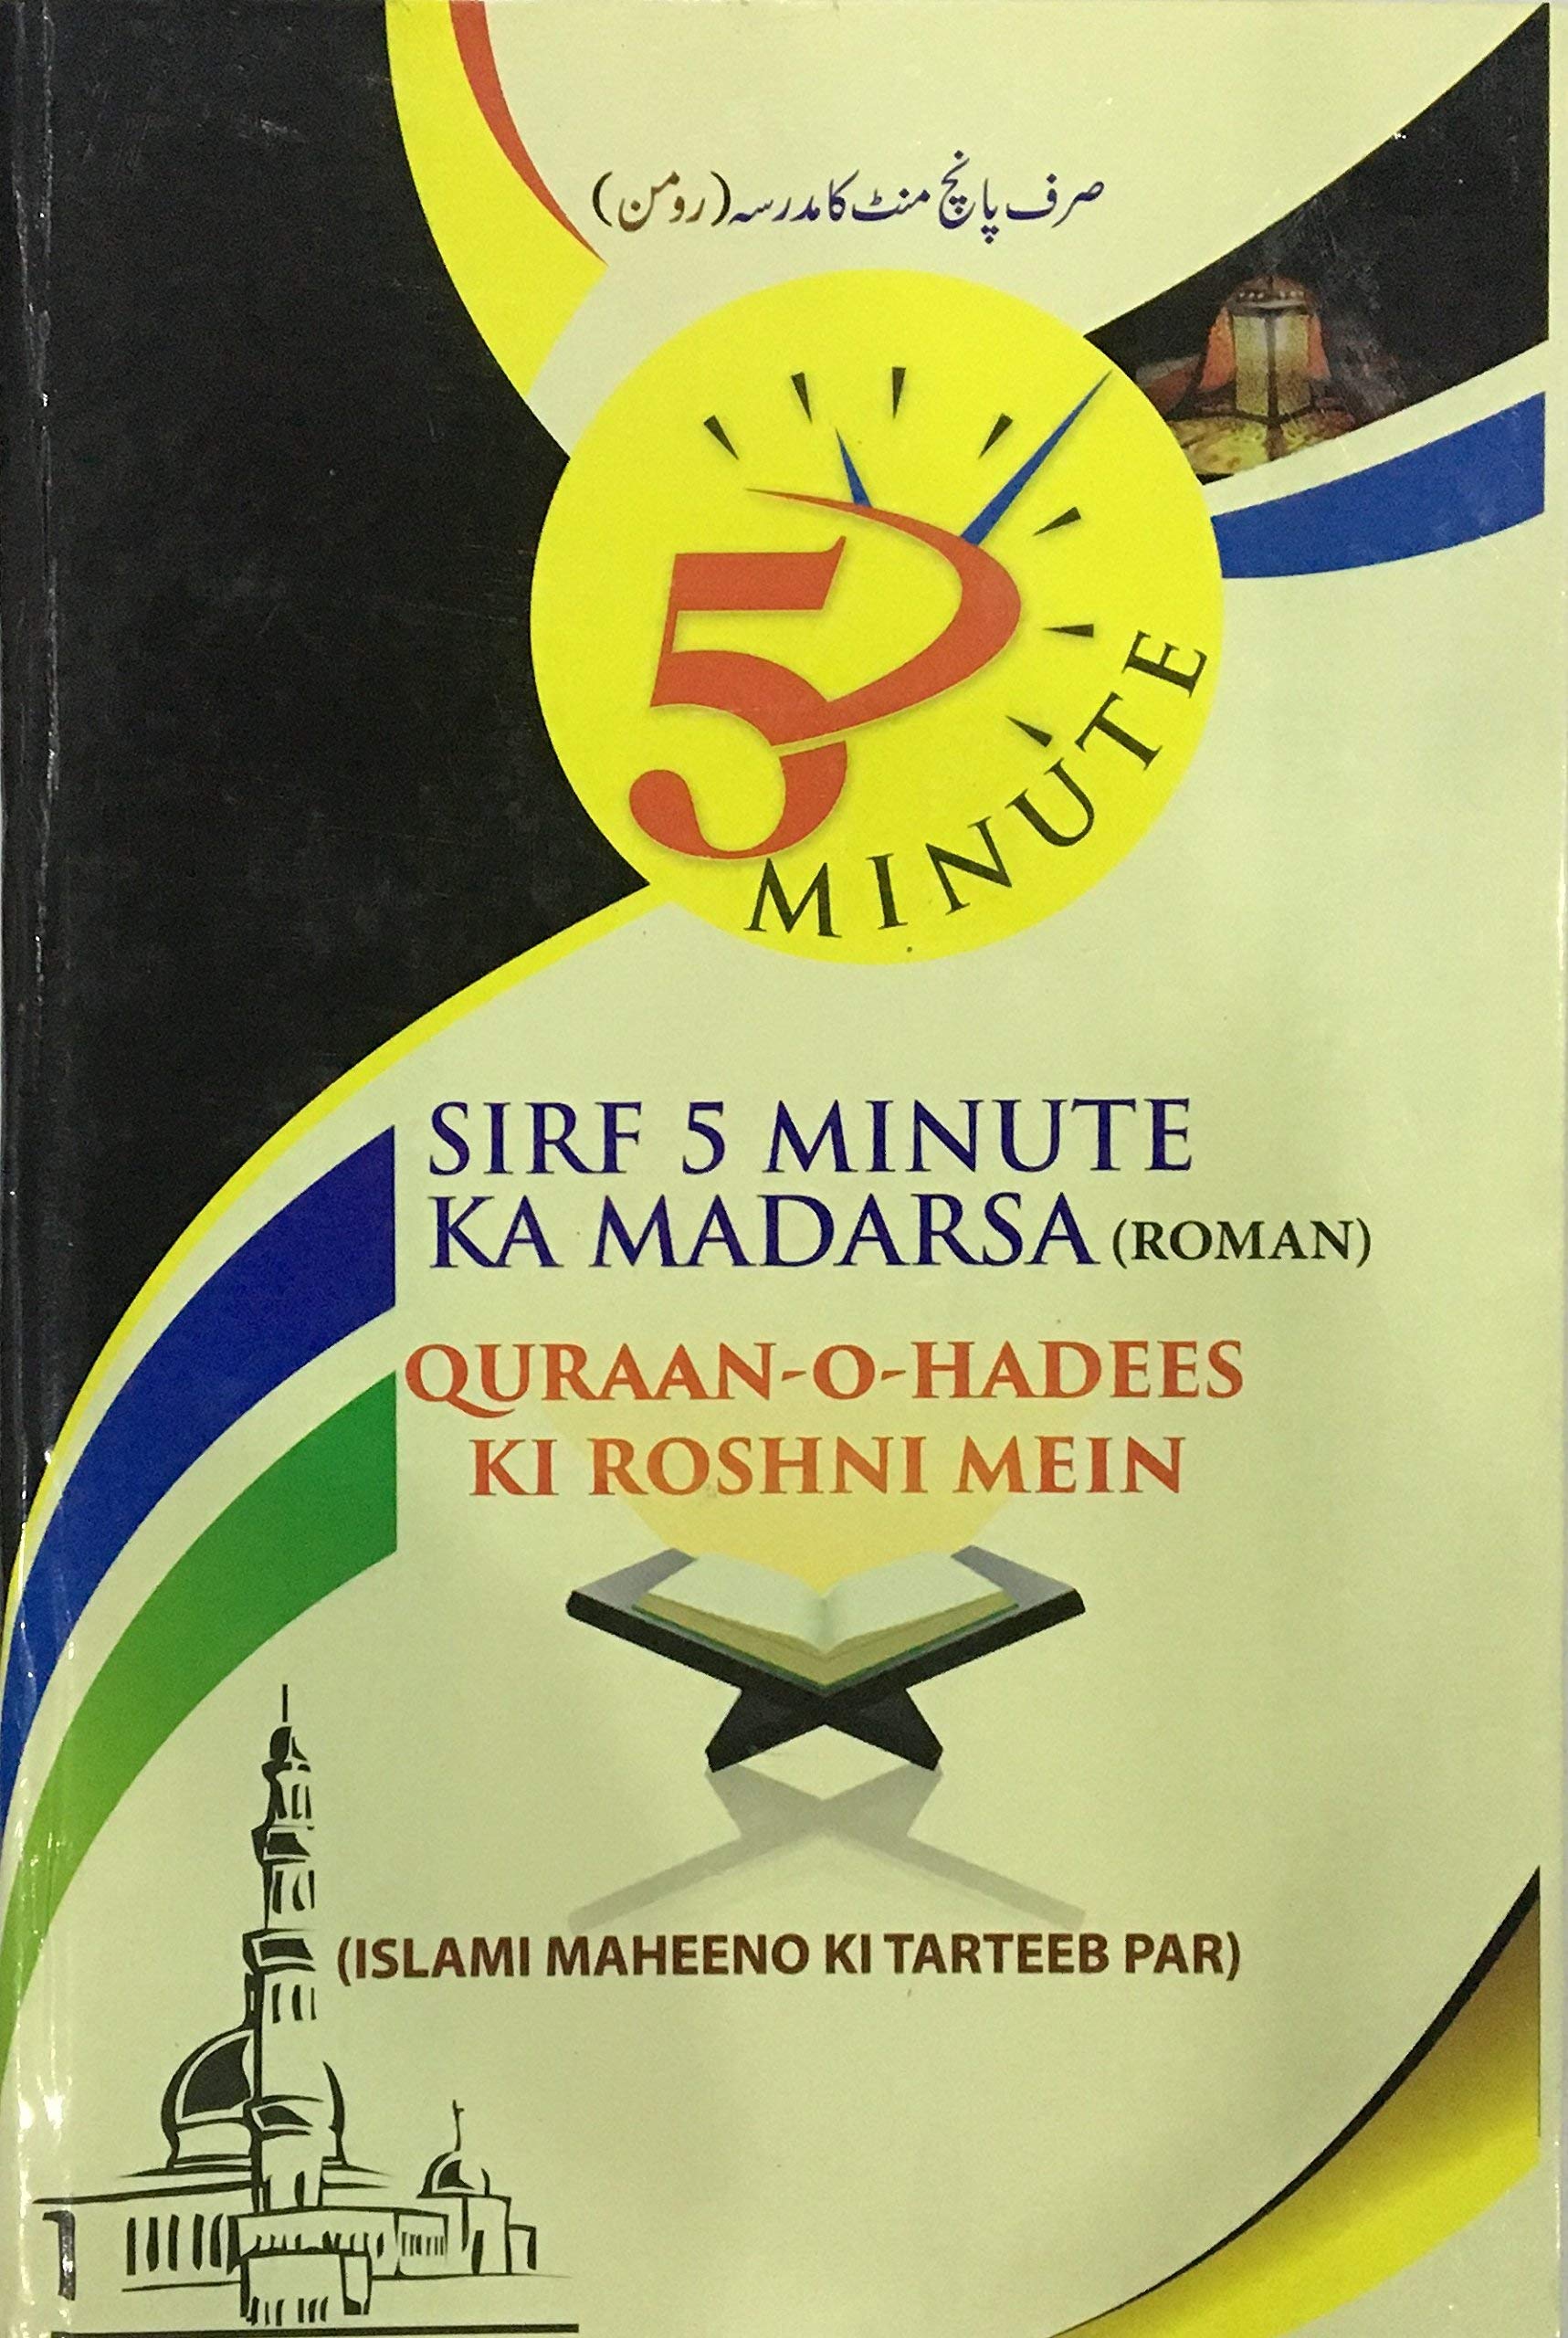 صرف پانچ منٹ کا مدرسہ (رومن)
5
MINUTE
SIRF 5 MINUTE
KA MADARSA (ROMAN)
QURAAN-O-HADEES
KI ROSHNI MEIN
(ISLAMI MAHEENO KI TARTEEB PAR)